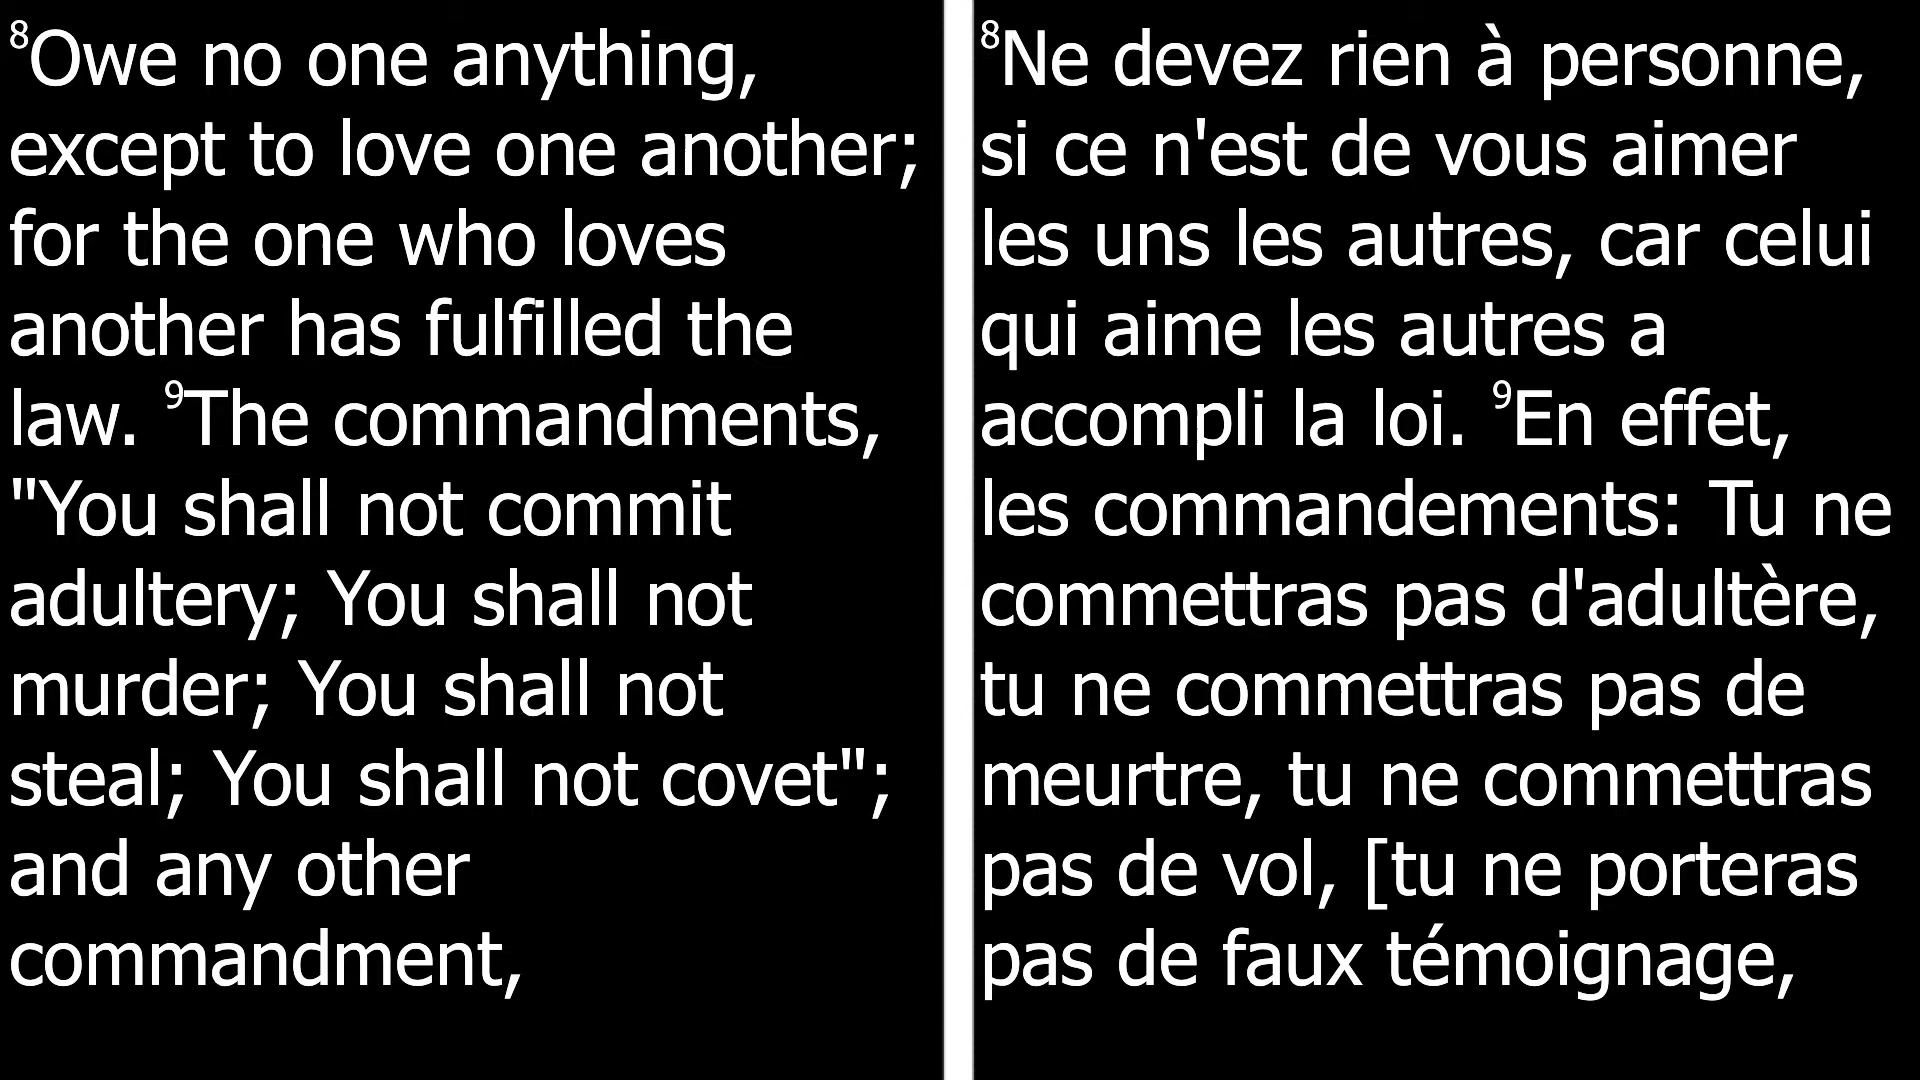 8Owe no one anything,
except to love one another;
for the one who loves
another has fulfilled the
law. 9The commandments,
"You shall not commit
adultery; You shall not
murder; You shall not
steal; You shall not covet";
and any other
commandment,
8Ne devez rien à personne,
si ce n'est de vous aimer
les uns les autres, car celui
qui aime les autres a
accompli la loi. 9En effet,
les commandements: Tu ne
commettras pas d'adultère,
tu ne commettras pas de
meurtre, tu ne commettras
pas de vol, [tu ne porteras
pas de faux témoignage,